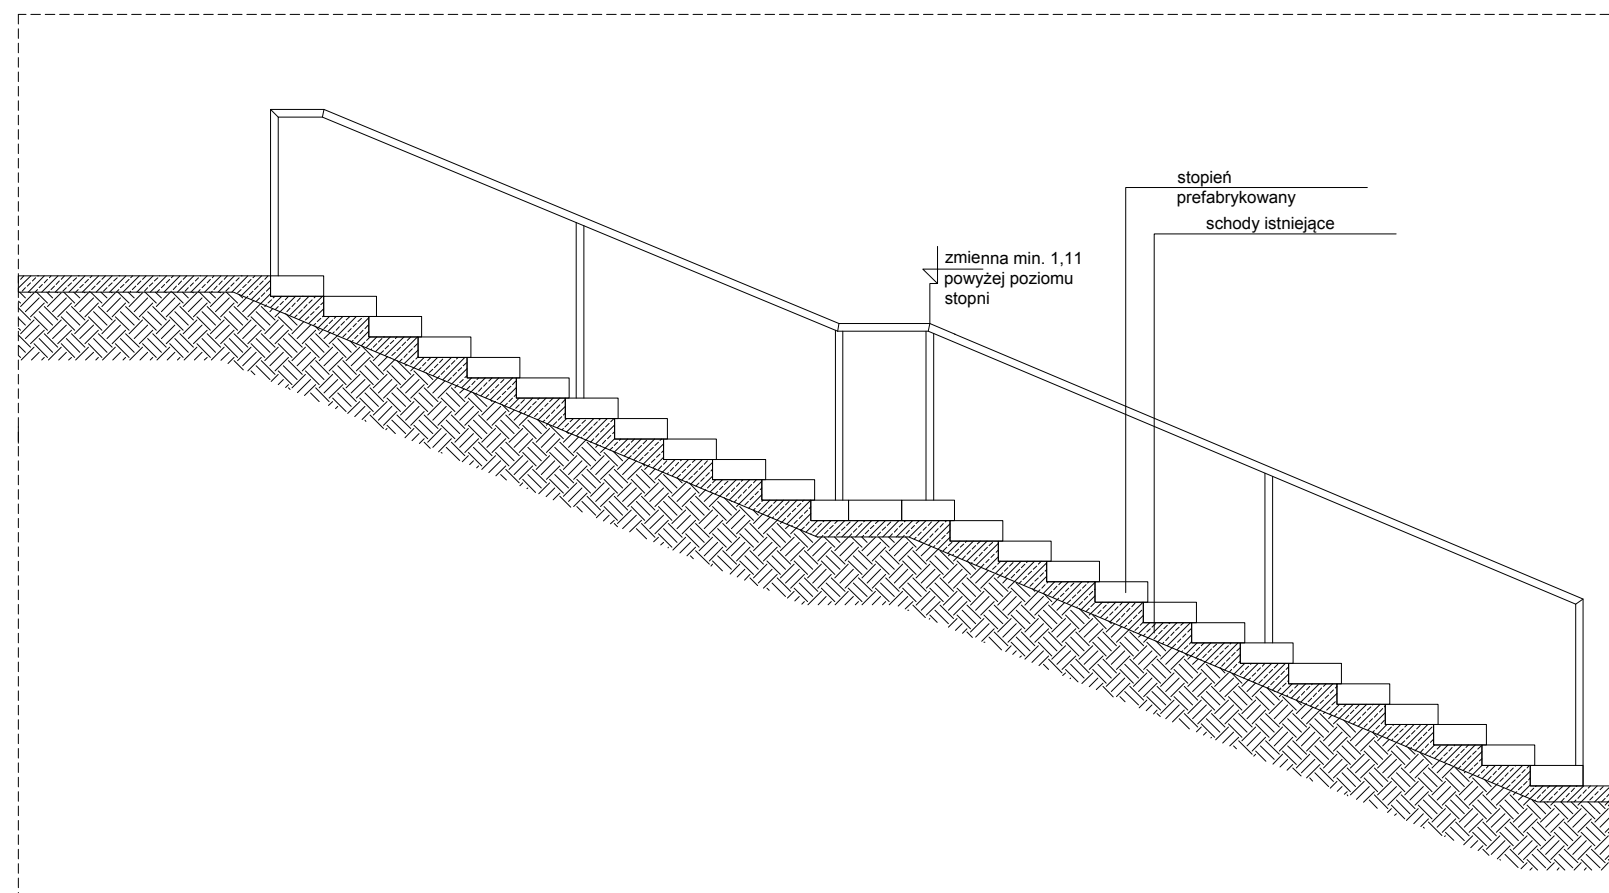 stopień
prefabrykowany
schody istniejące
zmienna min. 1,11
powyżej poziomu
stopni